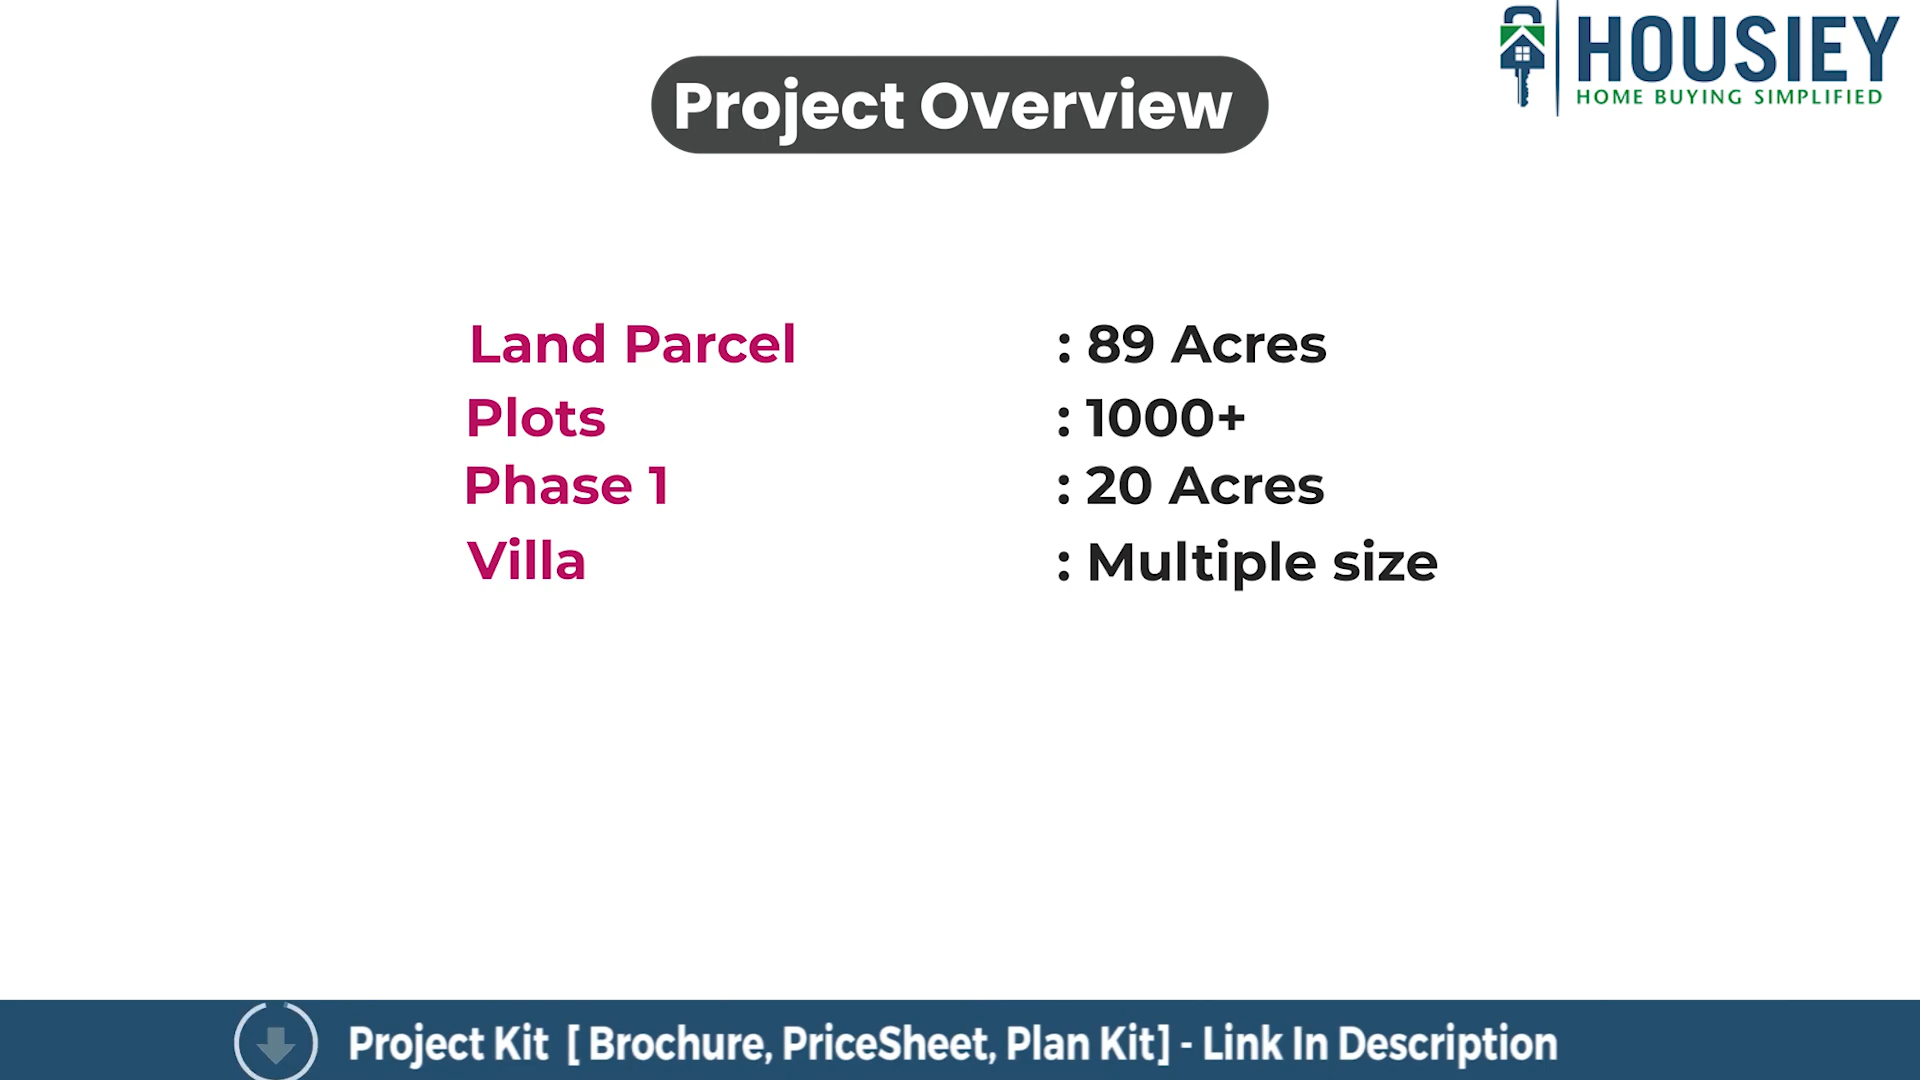 HOUSIEY
HOME BUYING SIMPLIFIED
Project Overview
Land Parcel : 89 Acres
Plots : 1000+
Phase 1 : 20 Acres
Villa : Multiple size
Project Kit [ Brochure, PriceSheet, Plan Kit] - Link In Description